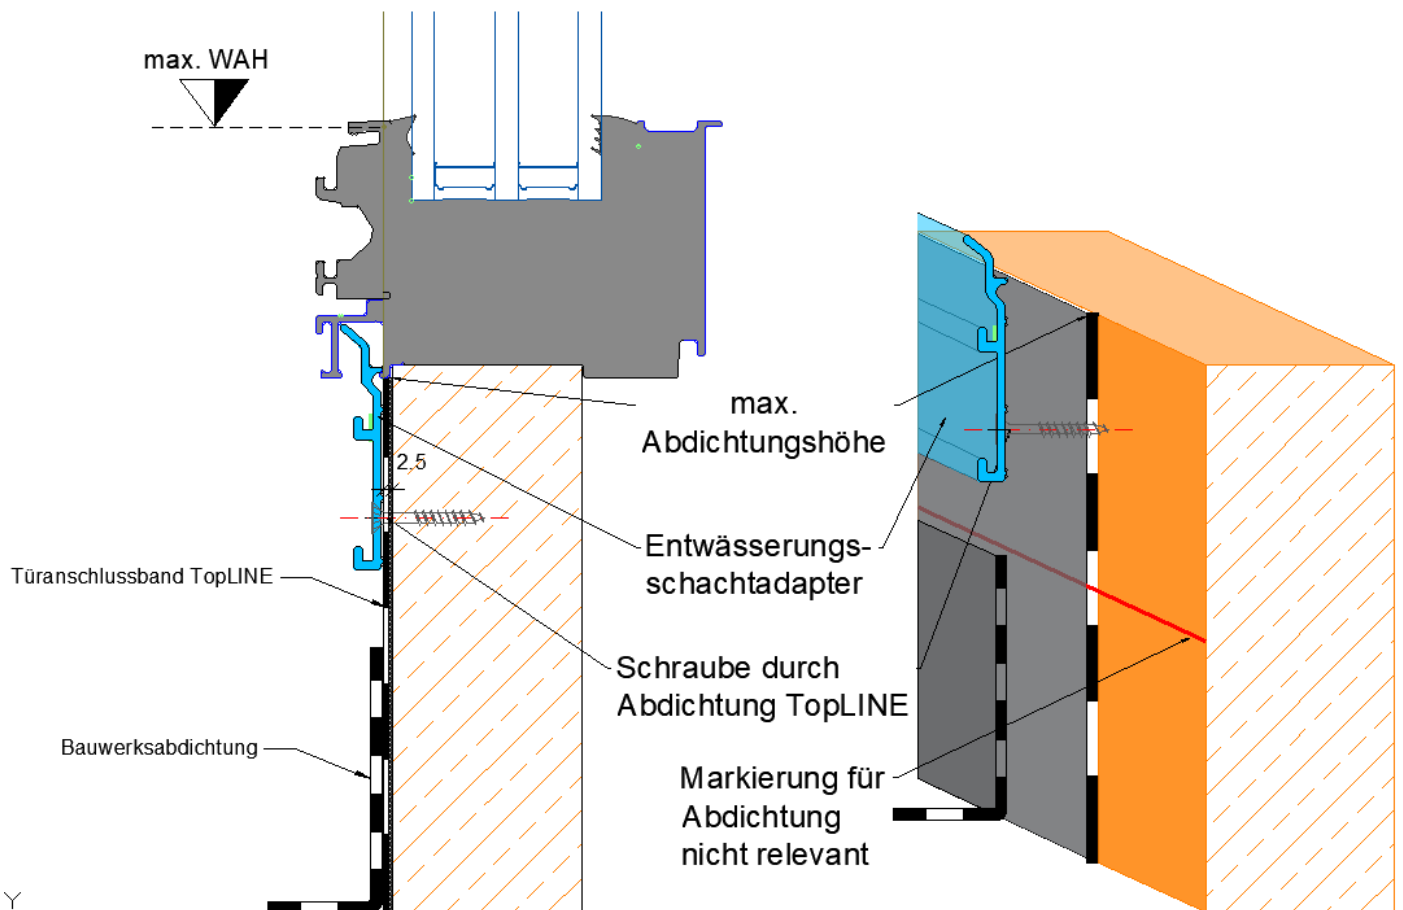 max. WAH
max.
Abdichtungshöhe
2.5
Entwässerungs-
schachtadapter
Türanschlussband TopLINE
Schraube durch
Abdichtung TopLINE
Bauwerksabdichtung
Markierung für
Abdichtung
nicht relevant
Y